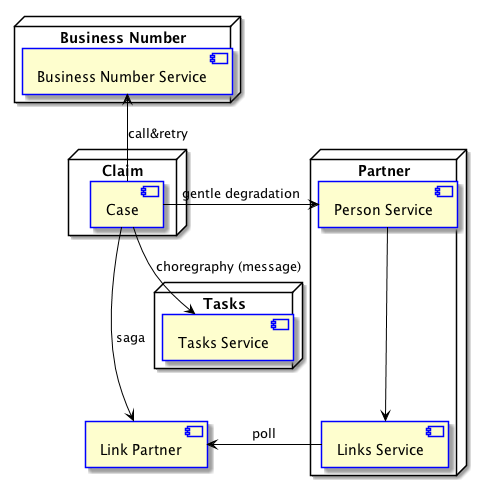 Business Number
Business Number Service
call&retry
Claim
Partner
Case
gentle degradation
Person Service
choregraphy (message)
Tasks
saga
Tasks Service
Link Partner
poll
Links Service